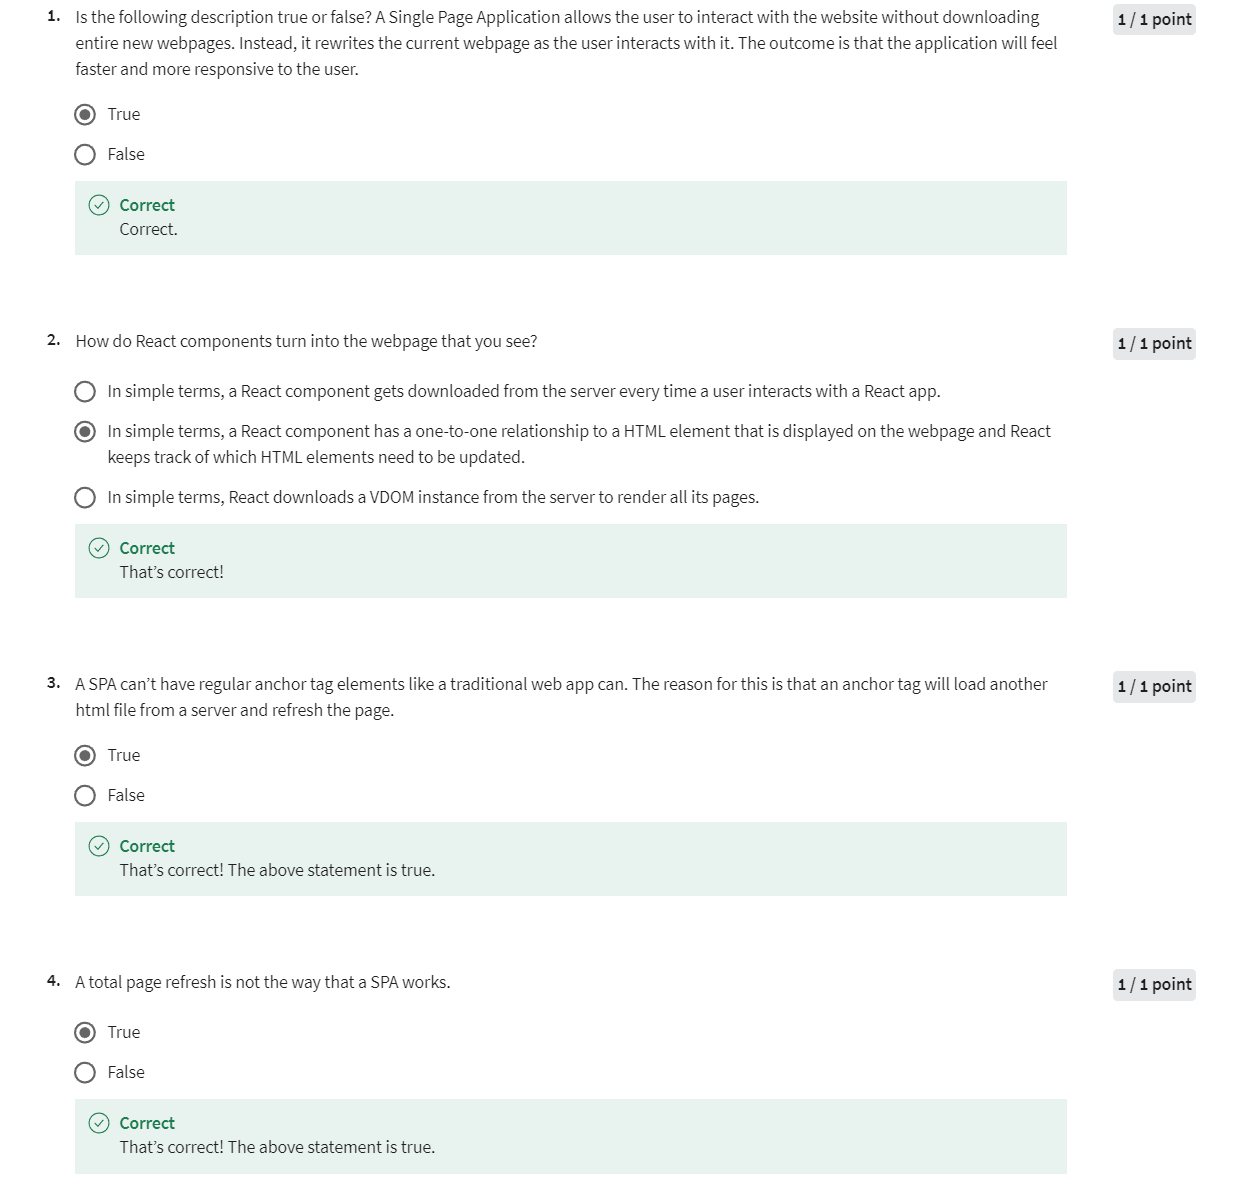 1. Is the following description true or false? A Single Page Application allows the user to interact with the website without downloading
entire new webpages. Instead, it rewrites the current webpage as the user interacts with it. The outcome is that the application will feel
faster and more responsive to the user.
1 / 1 point
True
False
Correct
Correct.
2. How do React components turn into the webpage that you see?
1 / 1 point
In simple terms, a React component gets downloaded from the server every time a user interacts with a React app.
In simple terms, a React component has a one-to-one relationship to a HTML element that is displayed on the webpage and React
keeps track of which HTML elements need to be updated.
In simple terms, React downloads a VDOM instance from the server to render all its pages.
Correct
That’s correct!
3. A SPA can’t have regular anchor tag elements like a traditional web app can. The reason for this is that an anchor tag will load another
html file from a server and refresh the page.
1 / 1 point
True
False
Correct
That’s correct! The above statement is true.
4. A total page refresh is not the way that a SPA works.
1 / 1 point
True
False
Correct
That’s correct! The above statement is true.